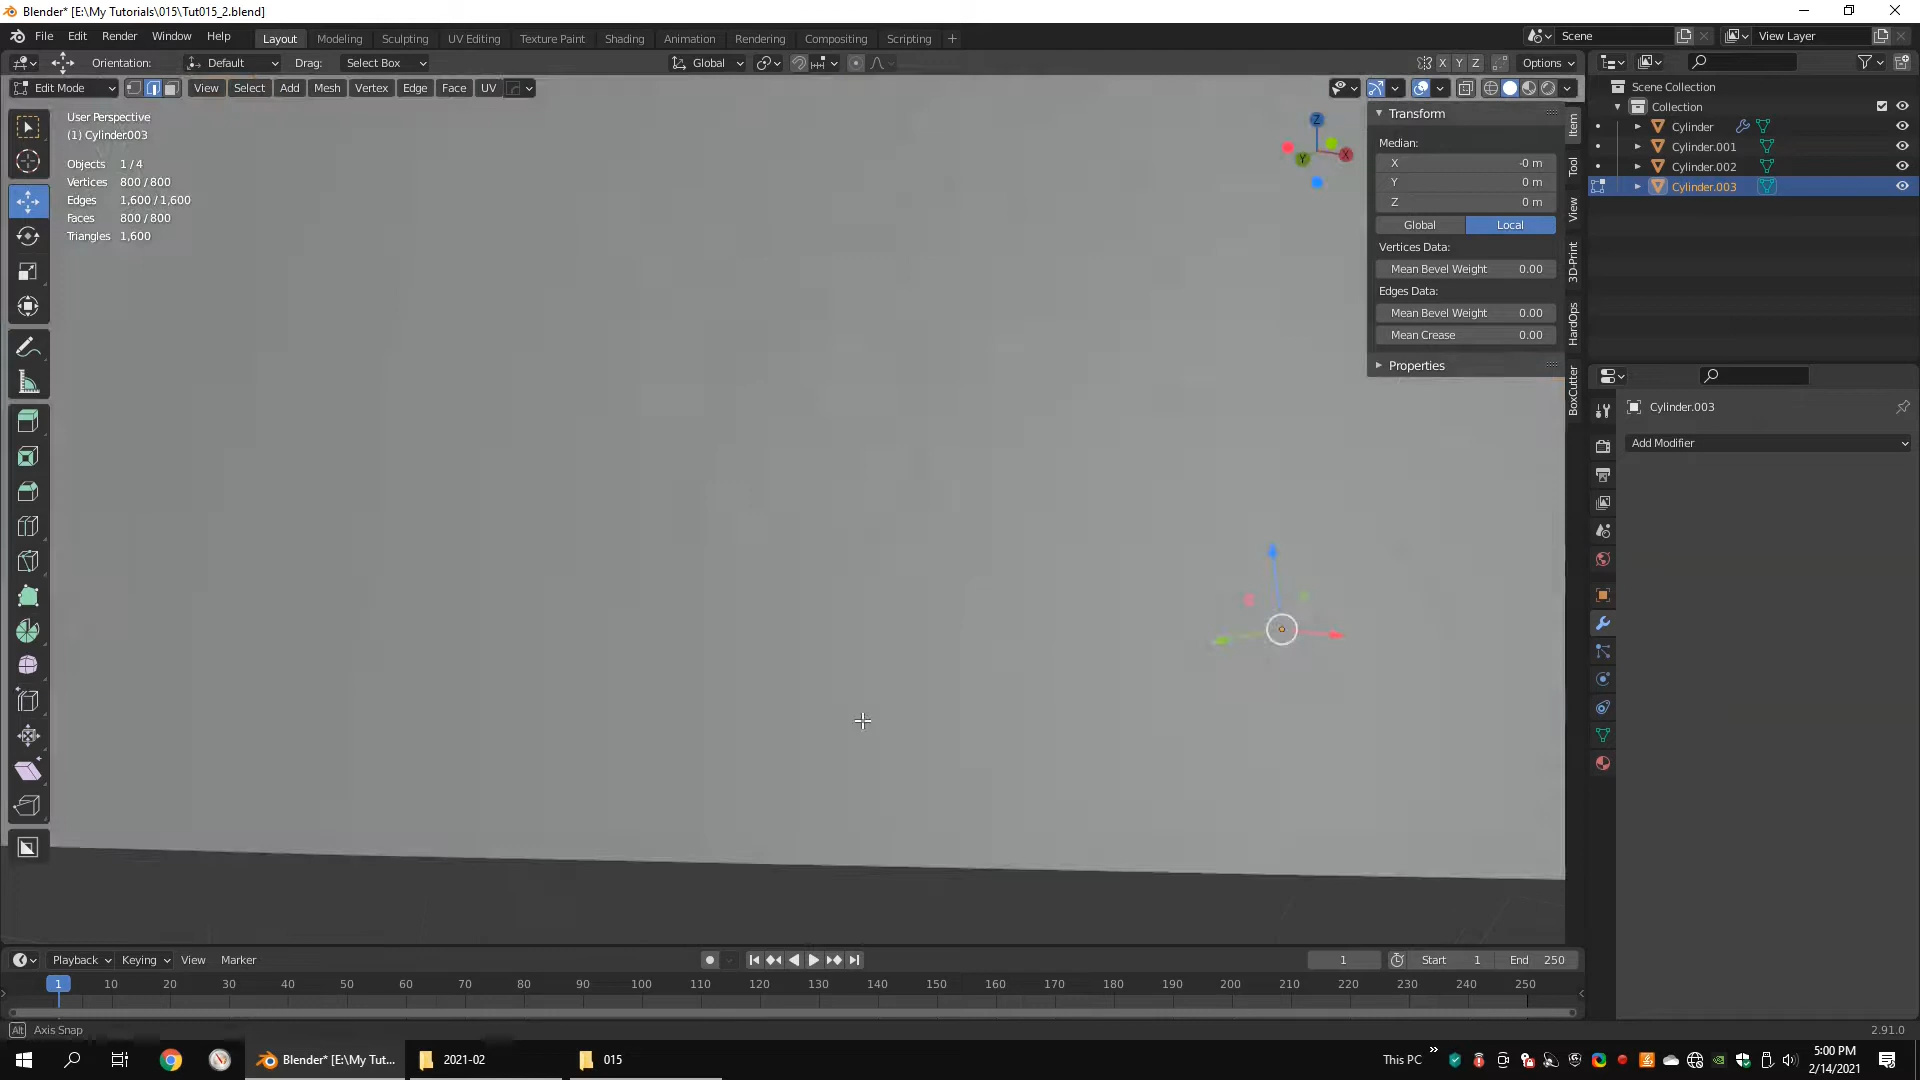 Blender* [E:\My Tutorials\015\Tut015_2.blend]
File Edit Render Window Help Layout Modeling Sculpting UV Editing Texture Paint Shading Animation Rendering Compositing Scripting + Scene View Layer
Orientation: Default Drag: Select Box Global X Y Z Options
Edit Mode View Select Add Mesh Vertex Edge Face UV
User Perspective
(1) Cylinder.003
Objects 1 / 4
Vertices 800 / 800
Edges 1,600 / 1,600
Faces 800 / 800
Triangles 1,600
Z
Y
X
Transform
Median:
X -0 m
Y 0 m
Z 0 m
Global Local
Vertices Data:
Mean Bevel Weight 0.00
Edges Data:
Mean Bevel Weight 0.00
Mean Crease 0.00
Properties
Item
Tool
View
3D-Print
HardOps
BoxCutter
Scene Collection
Collection
Cylinder
Cylinder.001
Cylinder.002
Cylinder.003
Cylinder.003
Add Modifier
Playback Keying View Marker 1 Start 1 End 250
1 10 20 30 40 50 60 70 80 90 100 110 120 130 140 150 160 170 180 190 200 210 220 230 240 250
Alt Axis Snap 2.91.0
Blender* [E:\My Tut... 2021-02 015 This PC 5:00 PM
2/14/2021